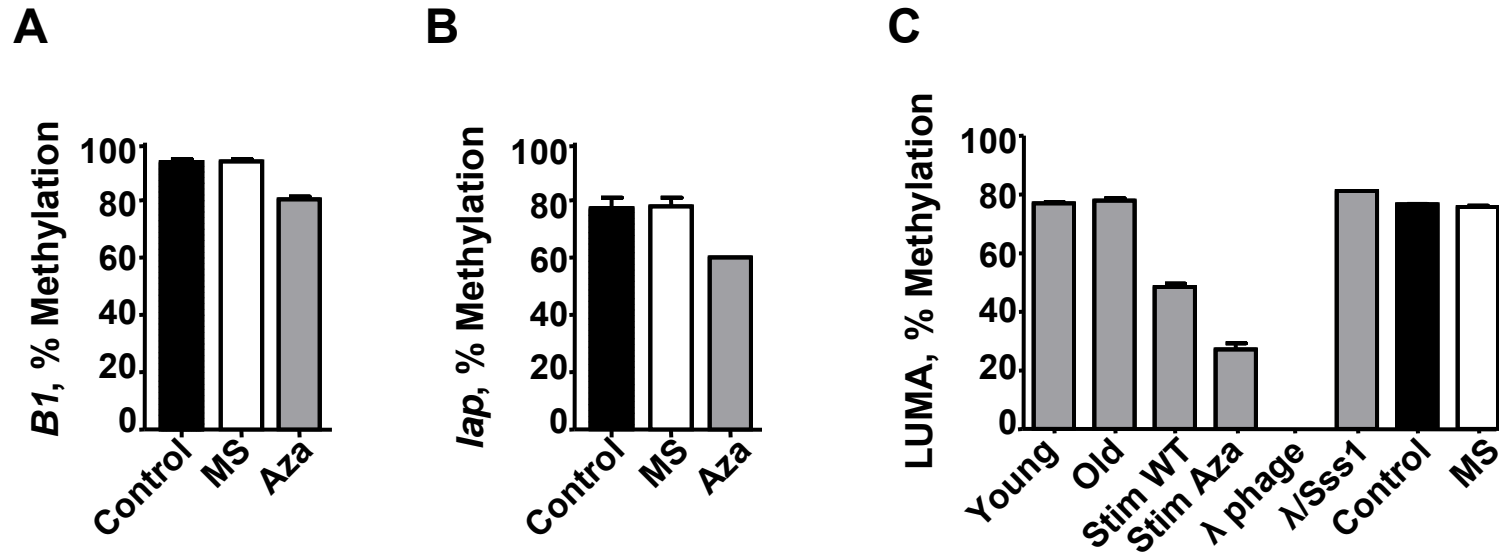 A
B1, % Methylation
100
80
60
40
20
0
Control
MS
Aza
B
Iap, % Methylation
100
80
60
40
20
0
Control
MS
Aza
C
LUMA, % Methylation
100
80
60
40
20
0
Young
Old
Stim WT
Stim Aza
λ phage
λ/Sss1
Control
MS